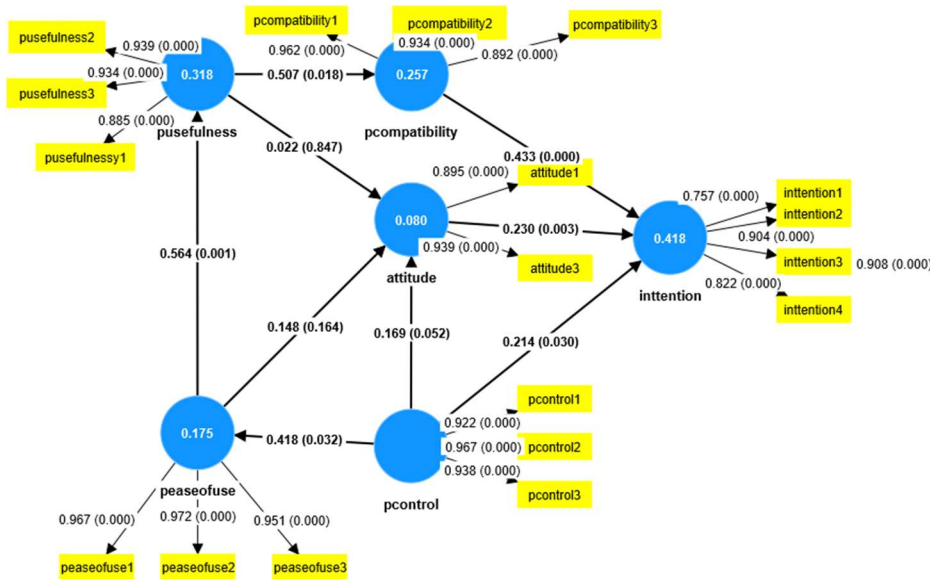 pcompatibility1
pcompatibility2
pcompatibility3
pusefulness2
0.939 (0.000)
0.962 (0.000)
0.934 (0.000)
0.892 (0.000)
0.934 (0.000)
0.318
0.507 (0.018)
0.257
pusefulness3
0.885 (0.000)
pusefulness
pcompatibility
pusefulnessy1
0.022 (0.847)
0.433 (0.000)
0.895 (0.000)
attitude1
0.757 (0.000)
inttention1
inttention2
0.080
0.230 (0.003)
0.418
0.904 (0.000)
0.939 (0.000)
0.564 (0.001)
attitude
attitude3
inttention3
0.908 (0.000)
0.822 (0.000)
inttention
inttention4
0.148 (0.164)
0.169 (0.052)
0.214 (0.030)
pcontrol1
0.922 (0.000)
0.175
0.418 (0.032)
0.967 (0.000)
pcontrol2
0.938 (0.000)
peaseofuse
pcontrol
pcontrol3
0.967 (0.000)
0.972 (0.000)
0.951 (0.000)
peaseofuse1
peaseofuse2
peaseofuse3